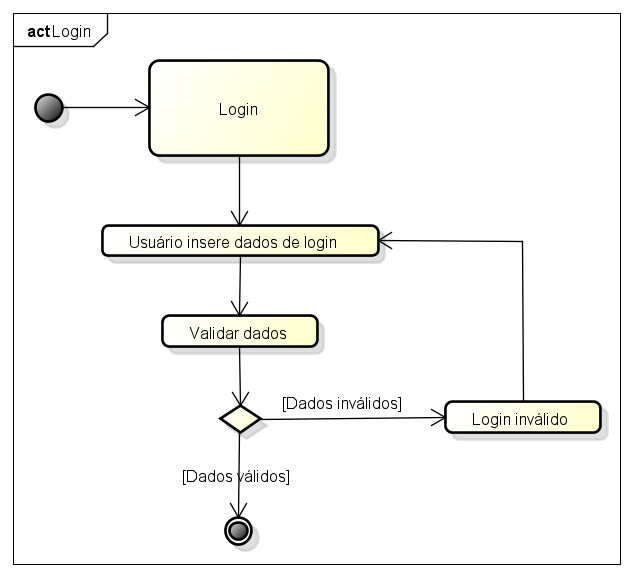 act Login
Login
Usuário insere dados de login
Validar dados
[Dados inválidos]
Login inválido
[Dados válidos]